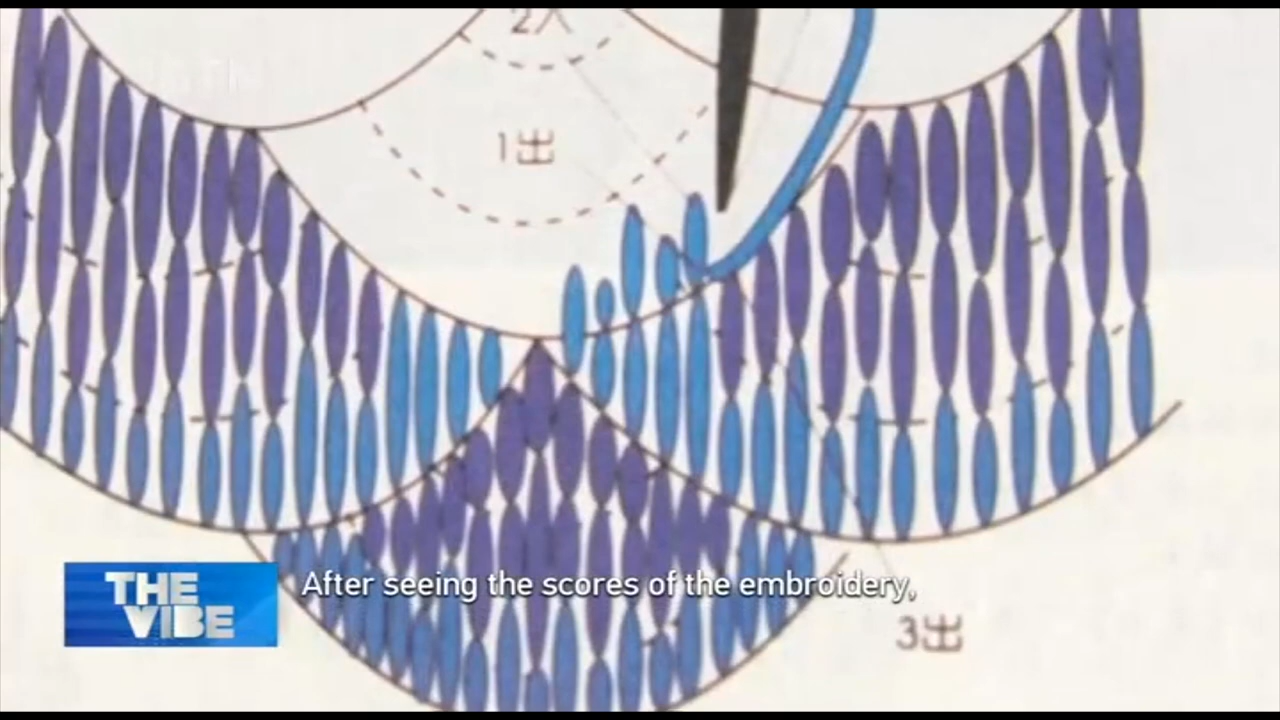 2入
1出
THE
VIBE
After seeing the scores of the embroidery,
3出